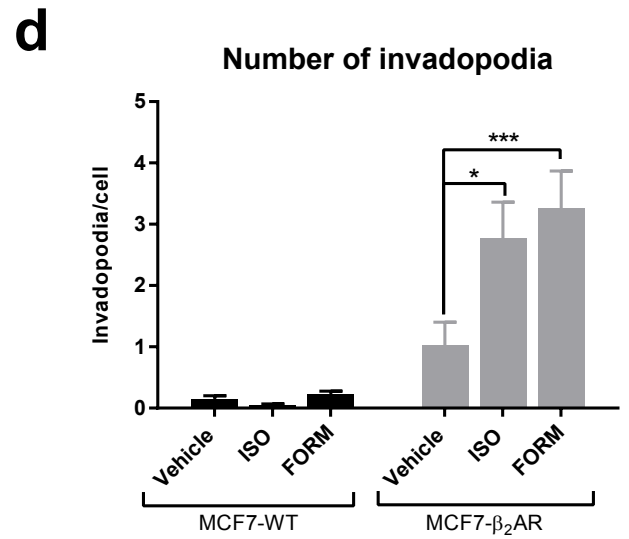 d
Number of invadopodia
Invadopodia/cell
5
4
3
2
1
0
***
*
Vehicle
ISO
FORM
Vehicle
ISO
FORM
MCF7-WT
MCF7-β₂AR